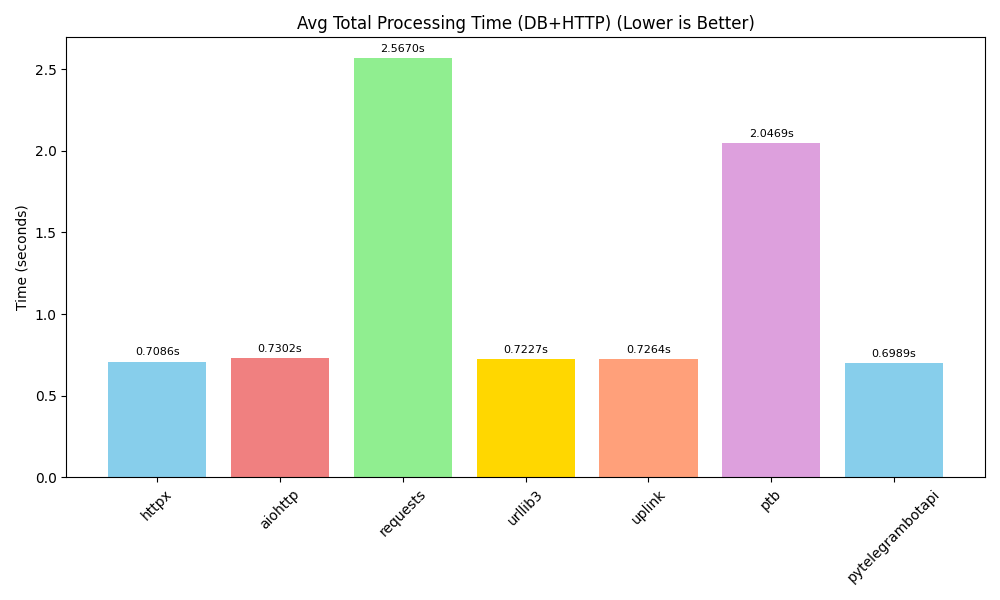 Avg Total Processing Time (DB+HTTP) (Lower is Better)
Time (seconds)
2.5
2.0
1.5
1.0
0.5
0.0
0.7086s
0.7302s
2.5670s
0.7227s
0.7264s
2.0469s
0.6989s
httpx
aiohttp
requests
urllib3
uplink
ptb
pytelegrambotapi